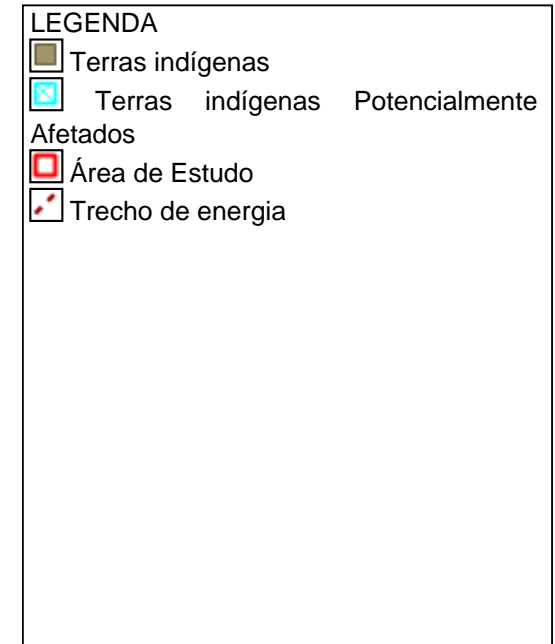 LEGENDA
Terras indígenas
Terras indígenas Potencialmente
Afetados
Área de Estudo
Trecho de energia